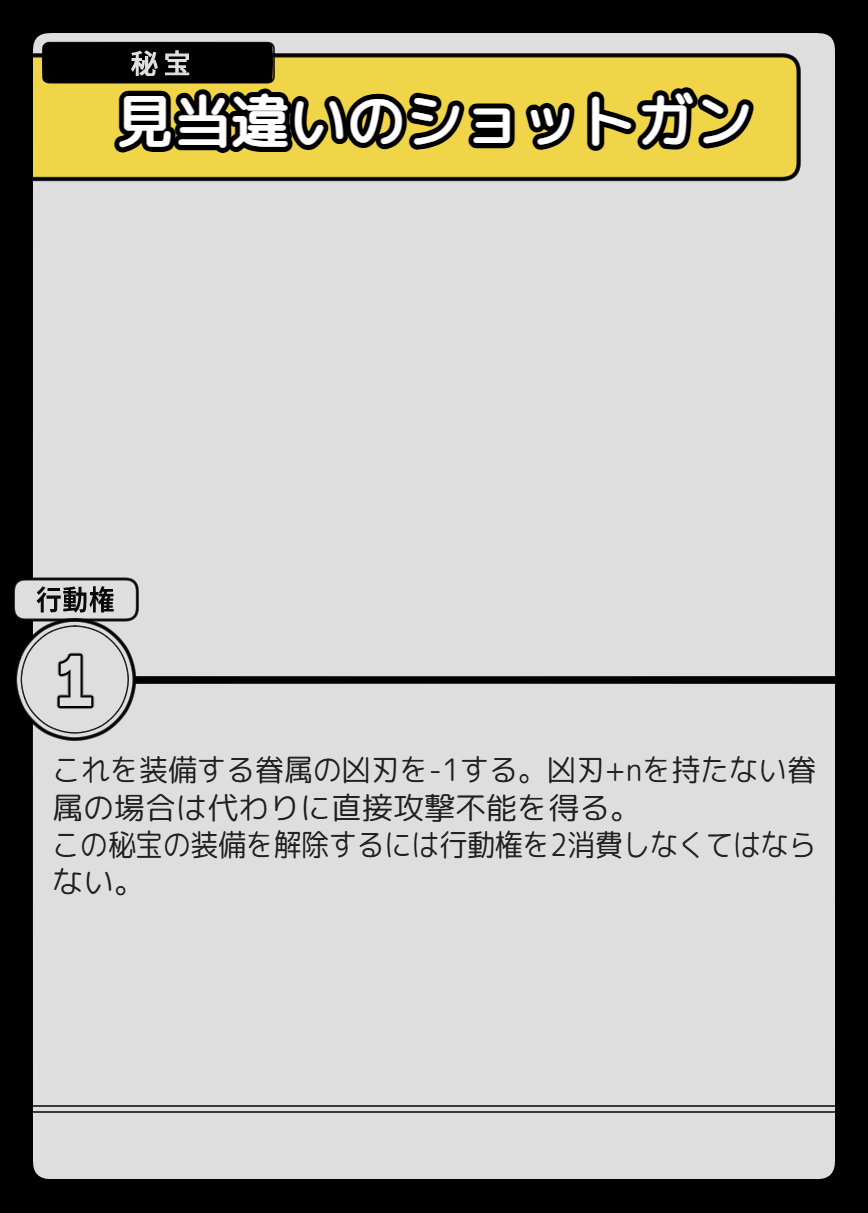 秘宝
見当違いのショットガン
行動権
1
これを装備する眷属の凶刃を-1する。凶刃+nを持たない眷
属の場合は代わりに直接攻撃不能を得る。
この秘宝の装備を解除するには行動権を2消費しなくてはなら
ない。